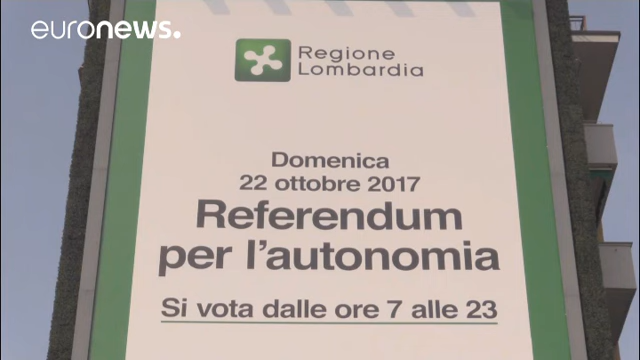 euronews.
Regione
Lombardia
Domenica
22 ottobre 2017
Referendum
per l'autonomia
Si vota dalle ore 7 alle 23